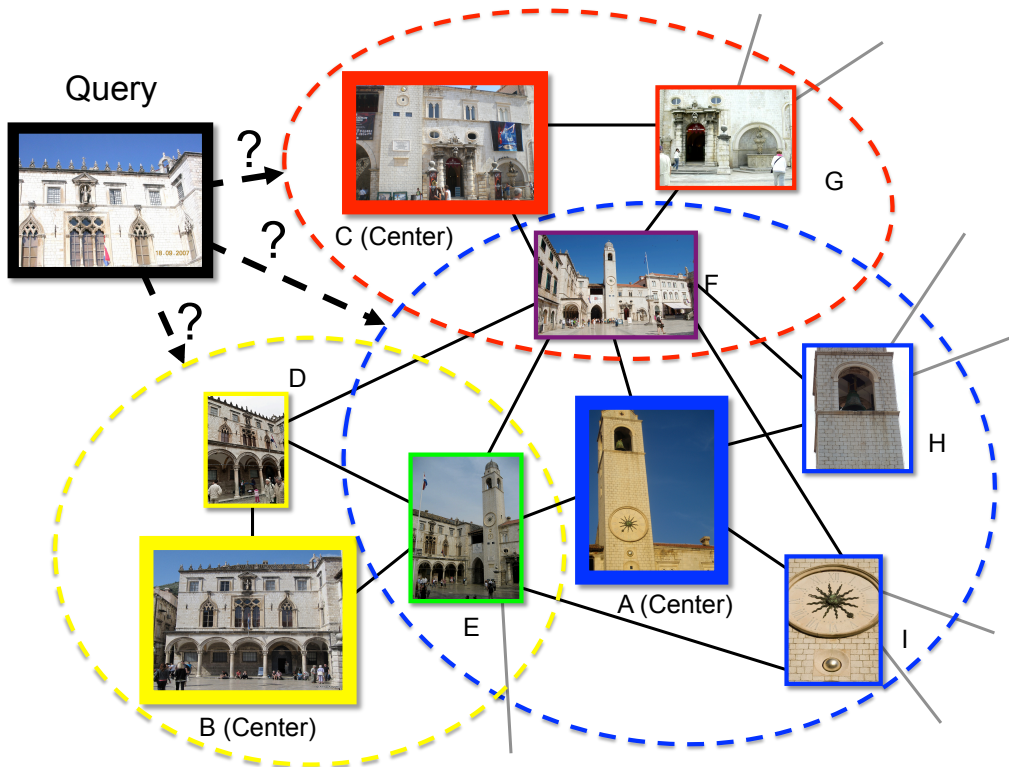 Query
?
?
?
18.09.2007
C (Center)
G
F
D
H
A (Center)
E
I
B (Center)